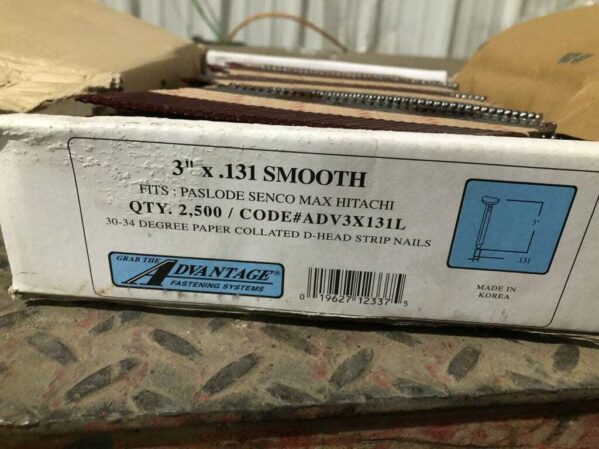 3" x .131 SMOOTH
FITS : PASLODE SENCO MAX HITACHI
QTY. 2,500 / CODE#ADV3X131L
30-34 DEGREE PAPER COLLATED D-HEAD STRIP NAILS
GRAB THE
ADVANTAGE®
FASTENING SYSTEMS
0 19627 12337 5
3"
.131
MADE IN
KOREA